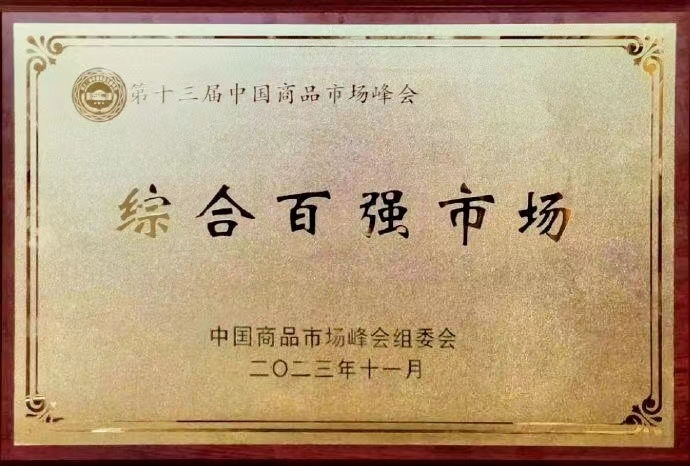 第十三届中国商品市场峰会
综合百强市场
中国商品市场峰会组委会
二〇二三年十一月